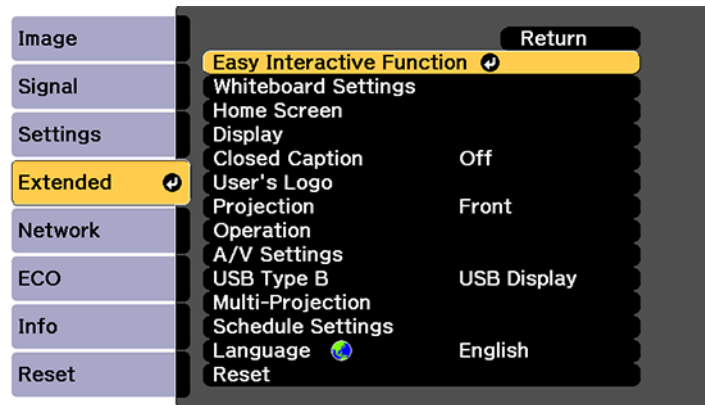 Image
Signal
Settings
Extended
Network
ECO
Info
Reset
Return
Easy Interactive Function
Whiteboard Settings
Home Screen
Display
Closed Caption Off
User's Logo
Projection Front
Operation
A/V Settings
USB Type B USB Display
Multi-Projection
Schedule Settings
Language English
Reset